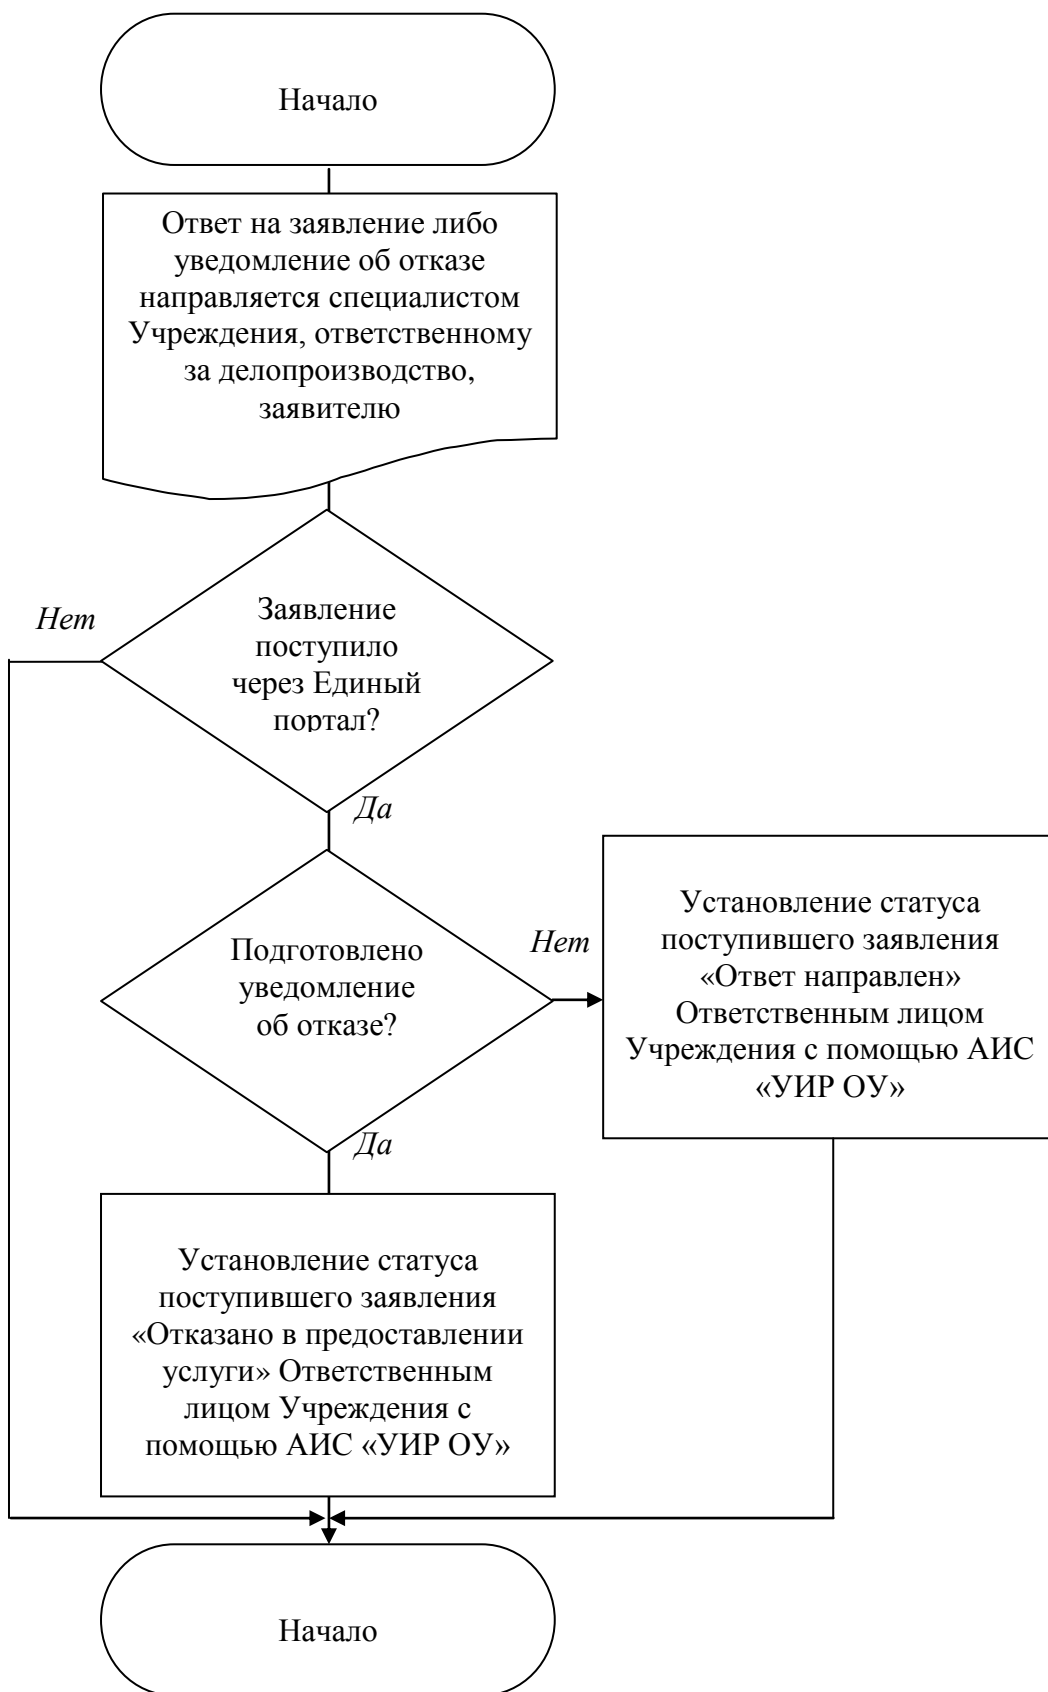 Начало
Ответ на заявление либо
уведомление об отказе
направляется специалистом
Учреждения, ответственному
за делопроизводство,
заявителю
Нет
Заявление
поступило
через Единый
портал?
Да
Подготовлено
уведомление
об отказе?
Нет
Установление статуса
поступившего заявления
«Ответ направлен»
Ответственным лицом
Учреждения с помощью АИС
«УИР ОУ»
Да
Установление статуса
поступившего заявления
«Отказано в предоставлении
услуги» Ответственным
лицом Учреждения с
помощью АИС «УИР ОУ»
Начало